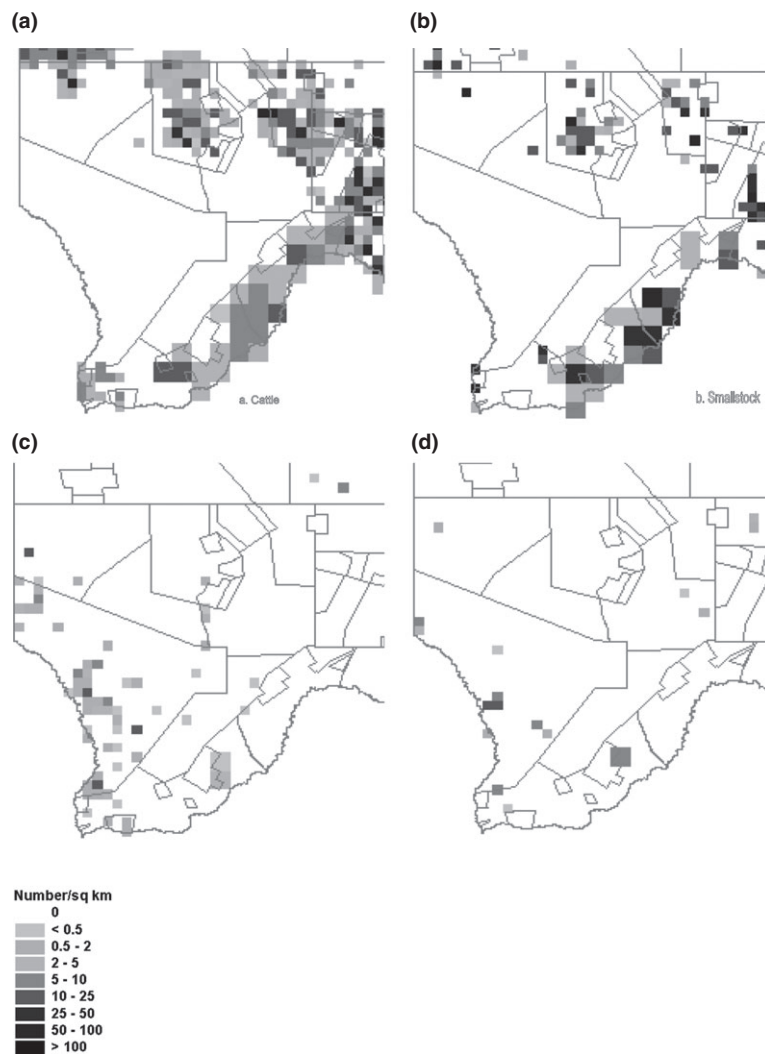 (a)
(b)
a. Cattle
b. Smallstock
(c)
(d)
Number/sq km
0
< 0.5
0.5 - 2
2 - 5
5 - 10
10 - 25
25 - 50
50 - 100
> 100